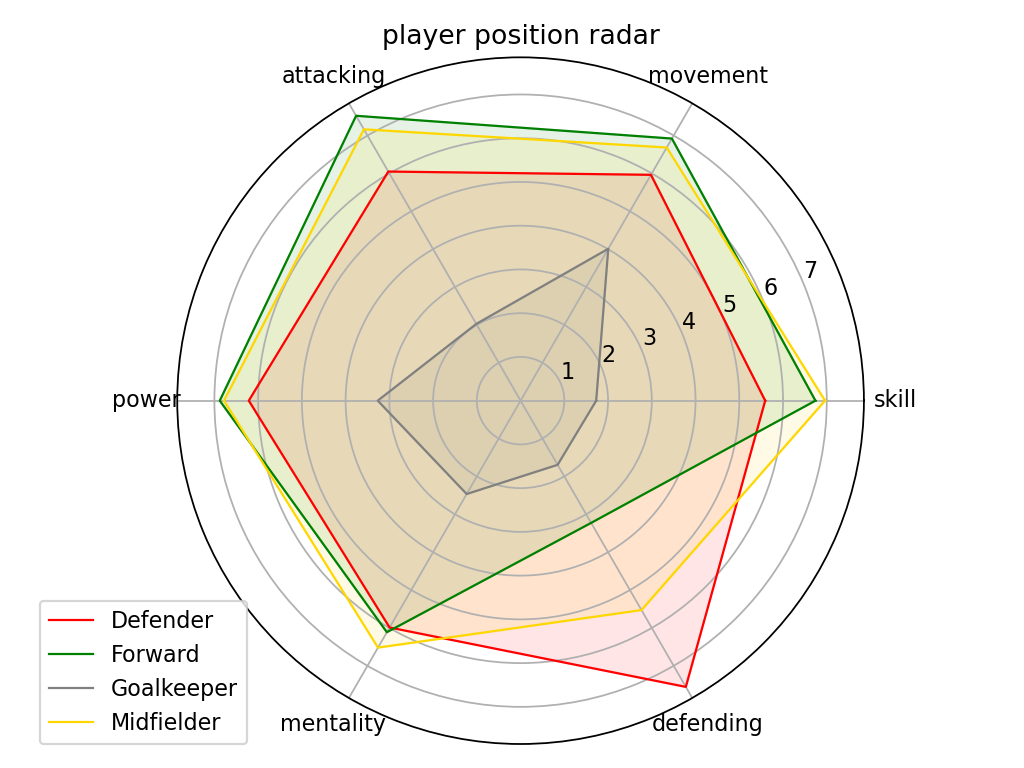 player position radar
attacking
movement
7
6
5
4
3
2
1
power
skill
Defender
Forward
Goalkeeper
Midfielder
mentality
defending